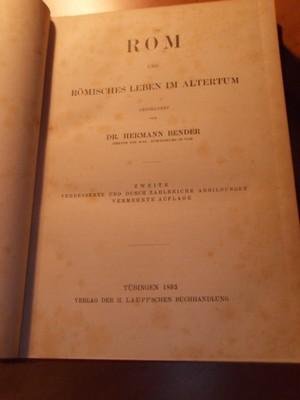 ROM
UND
RÖMISCHES LEBEN IM ALTERTUM
GESCHILDERT
VON
DR. HERMANN BENDER
ZWEITE
VERBESSERTE UND DURCH ZAHLREICHE ABBILDUNGEN
VERMEHRTE AUFLAGE
TÜBINGEN 1893
VERLAG DER H. LAUPP'SCHEN BUCHHANDLUNG